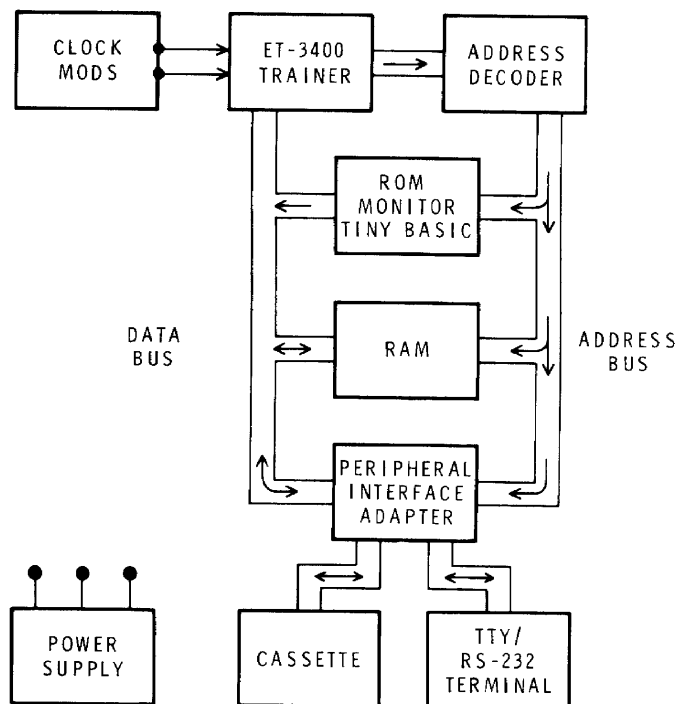 CLOCK
MODS
ET-3400
TRAINER
ADDRESS
DECODER
ROM
MONITOR
TINY BASIC
DATA
BUS
RAM
ADDRESS
BUS
PERIPHERAL
INTERFACE
ADAPTER
POWER
SUPPLY
CASSETTE
TTY/
RS-232
TERMINAL